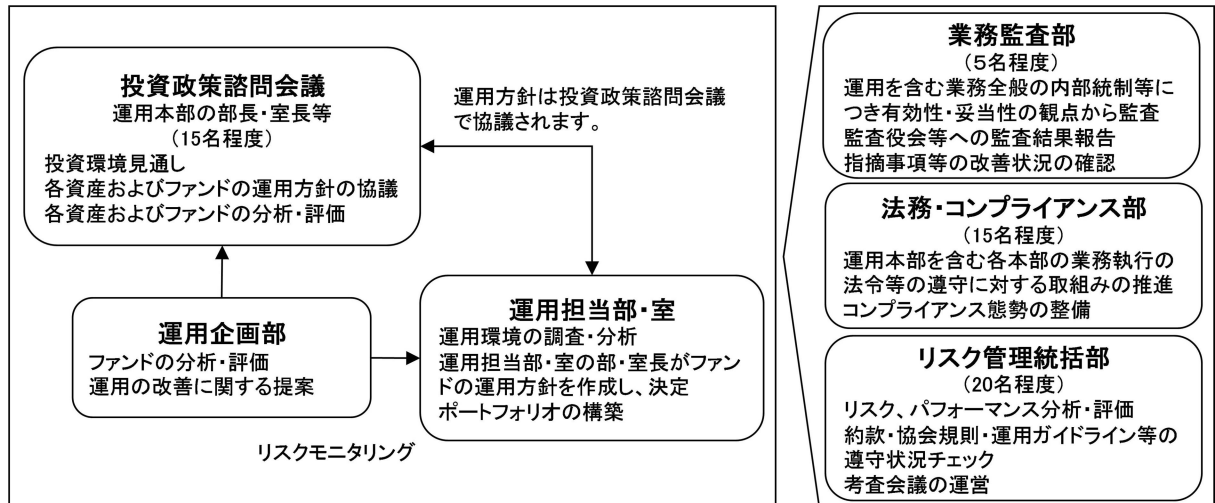 投資政策諮問会議
運用本部の部長・室長等
(15名程度)
投資環境見通し
各資産およびファンドの運用方針の協議
各資産およびファンドの分析・評価
運用方針は投資政策諮問会議
で協議されます。
運用企画部
ファンドの分析・評価
運用の改善に関する提案
運用担当部・室
運用環境の調査・分析
運用担当部・室の部・室長がファン
ドの運用方針を作成し、決定
ポートフォリオの構築
リスクモニタリング
業務監査部
(5名程度)
運用を含む業務全般の内部統制等に
つき有効性・妥当性の観点から監査
監査役会等への監査結果報告
指摘事項等の改善状況の確認
法務・コンプライアンス部
(15名程度)
運用本部を含む各本部の業務執行の
法令等の遵守に対する取組みの推進
コンプライアンス態勢の整備
リスク管理統括部
(20名程度)
リスク、パフォーマンス分析・評価
約款・協会規則・運用ガイドライン等の
遵守状況チェック
考査会議の運営